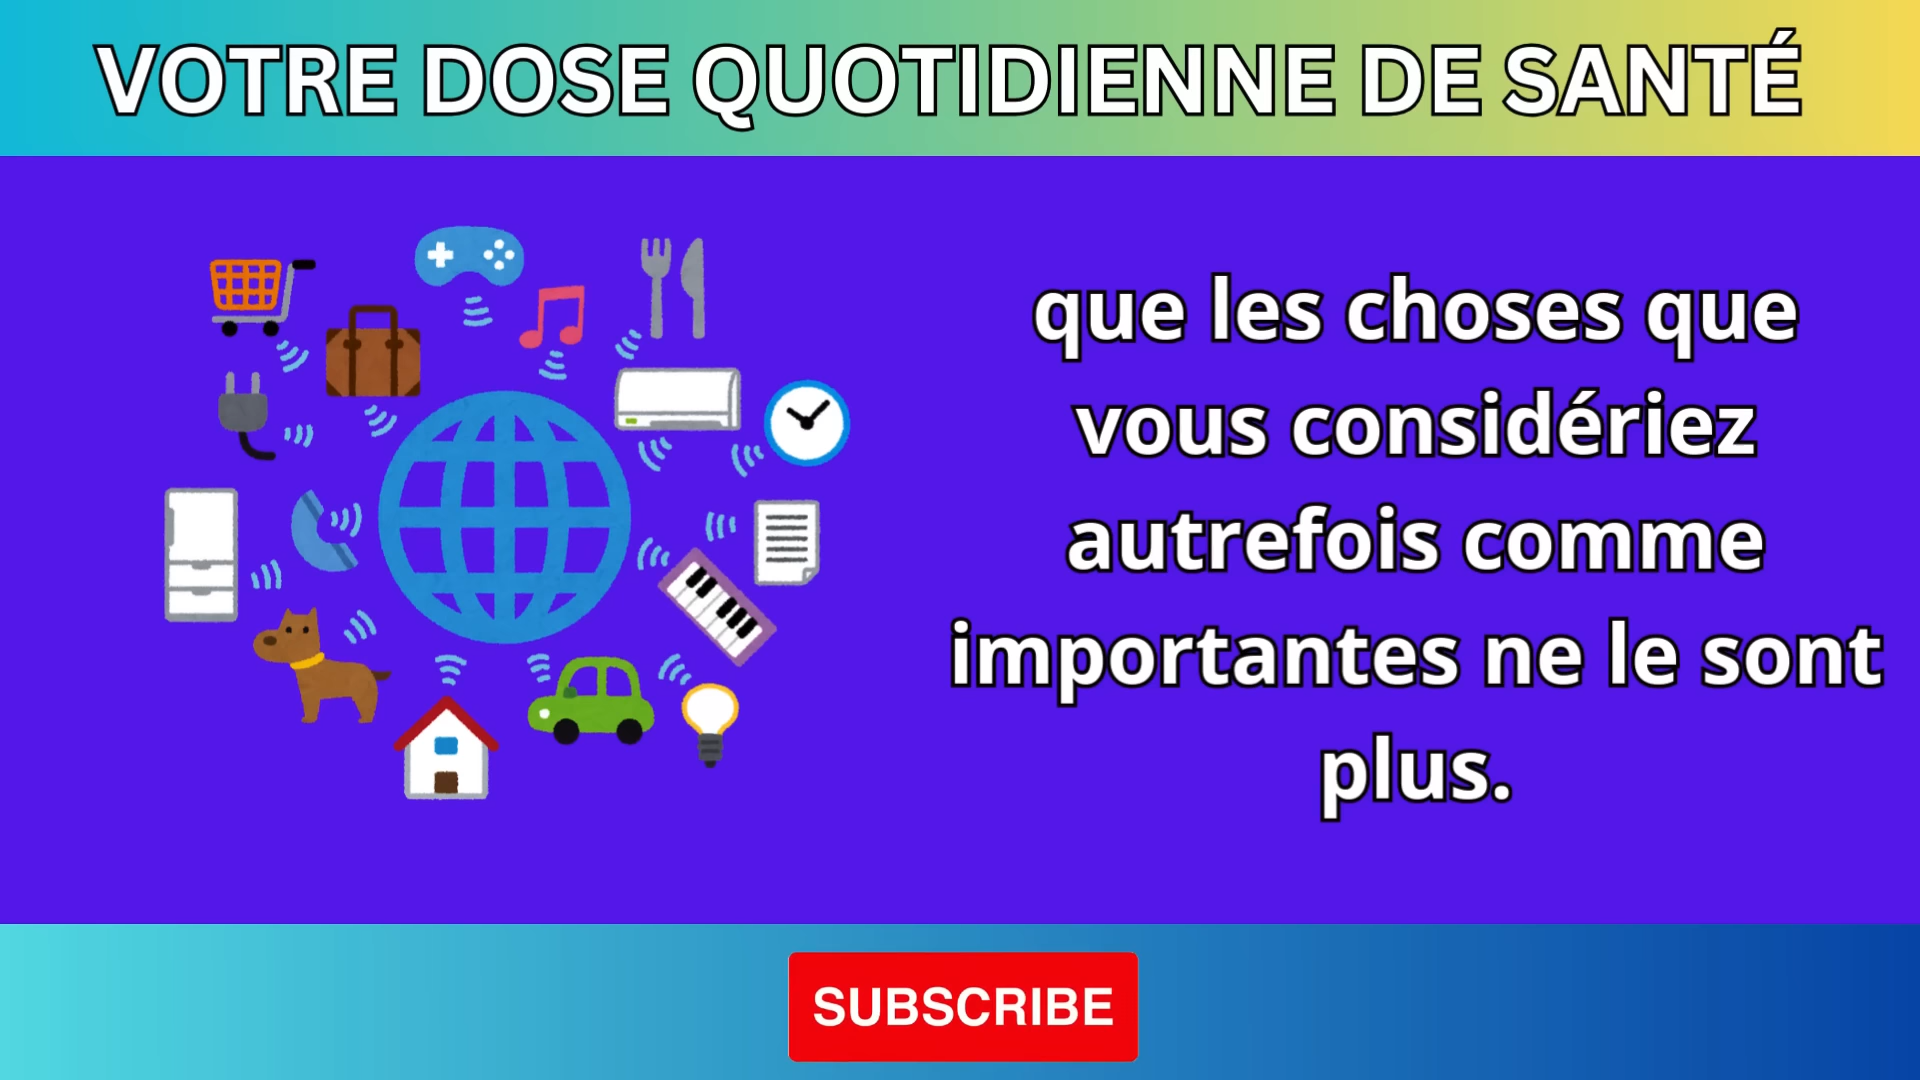 VOTRE DOSE QUOTIDIENNE DE SANTÉ
que les choses que
vous considériez
autrefois comme
importantes ne le sont
plus.
SUBSCRIBE